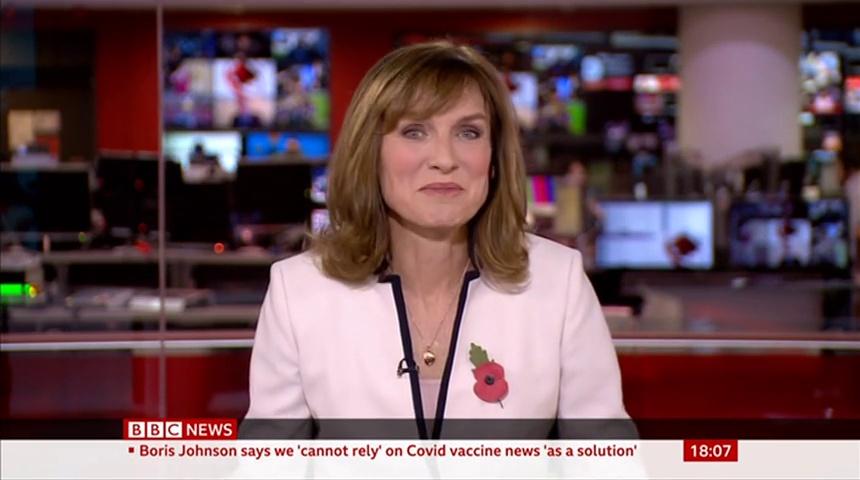 BBC NEWS
Boris Johnson says we 'cannot rely' on Covid vaccine news 'as a solution'
18:07